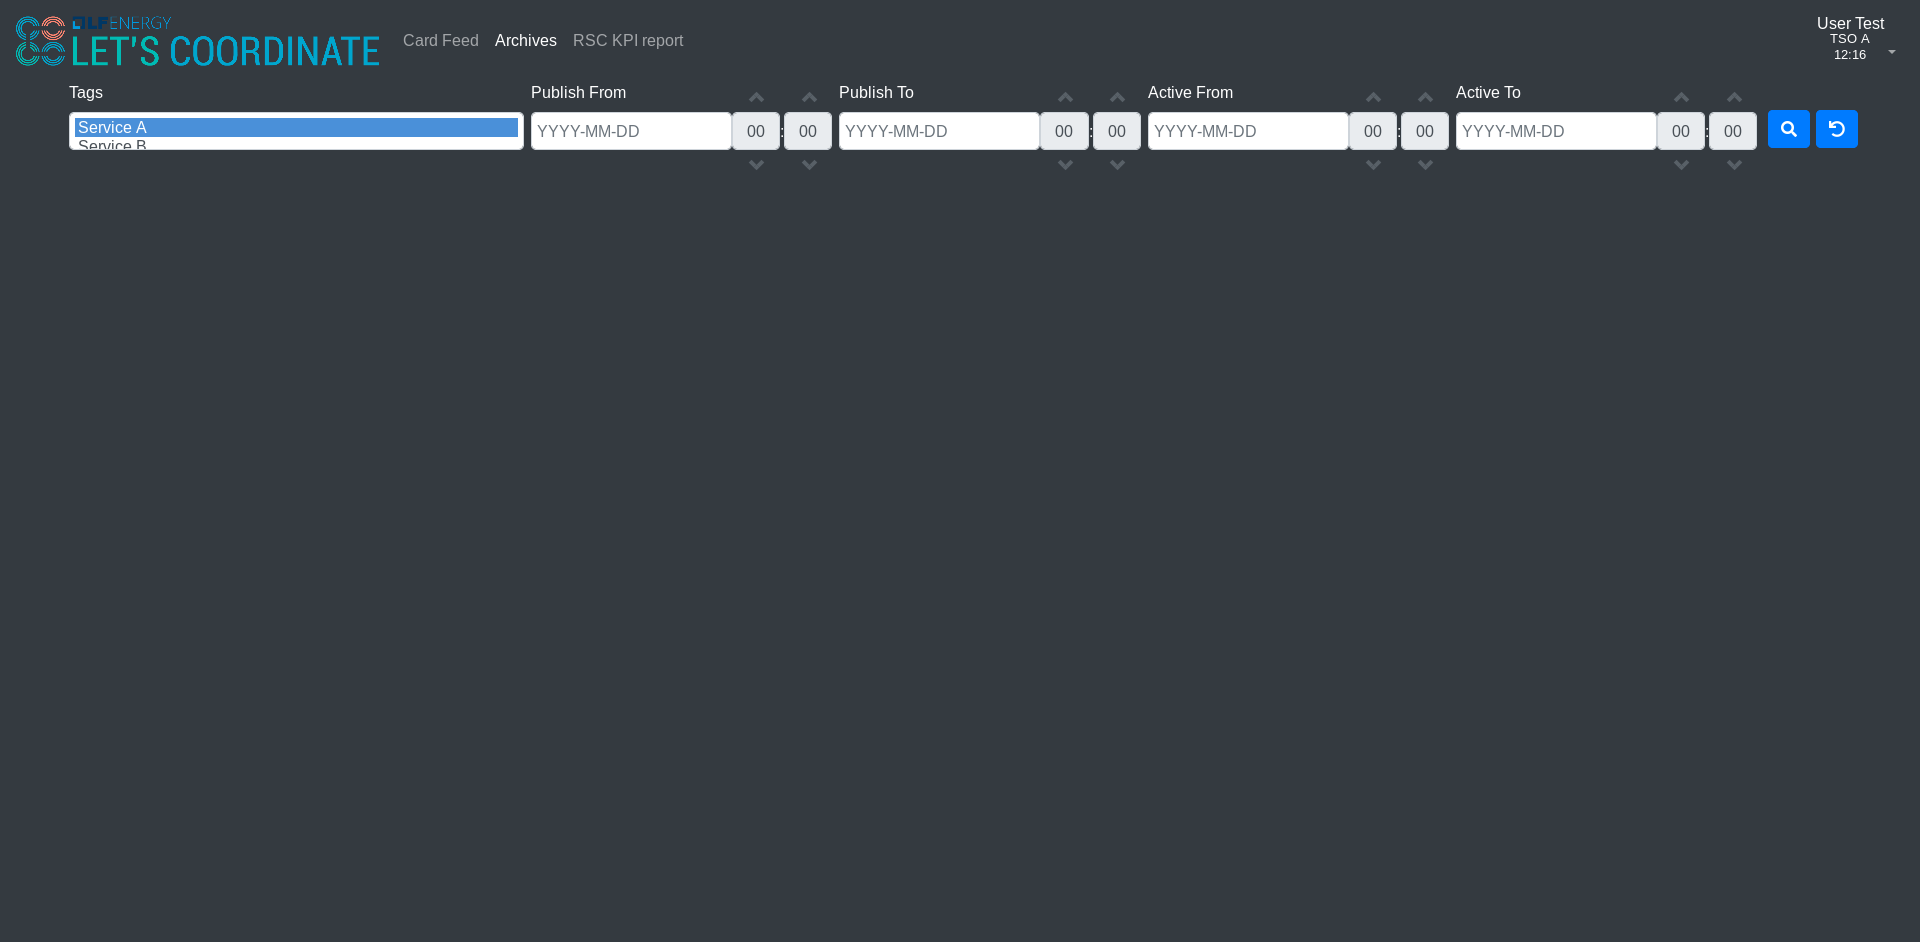 LF ENERGY
LET'S COORDINATE
Card Feed Archives RSC KPI report
User Test
TSO A
12:16
Tags Publish From Publish To Active From Active To
Service A
Service B
YYYY-MM-DD 00 : 00 YYYY-MM-DD 00 : 00 YYYY-MM-DD 00 : 00 YYYY-MM-DD 00 : 00